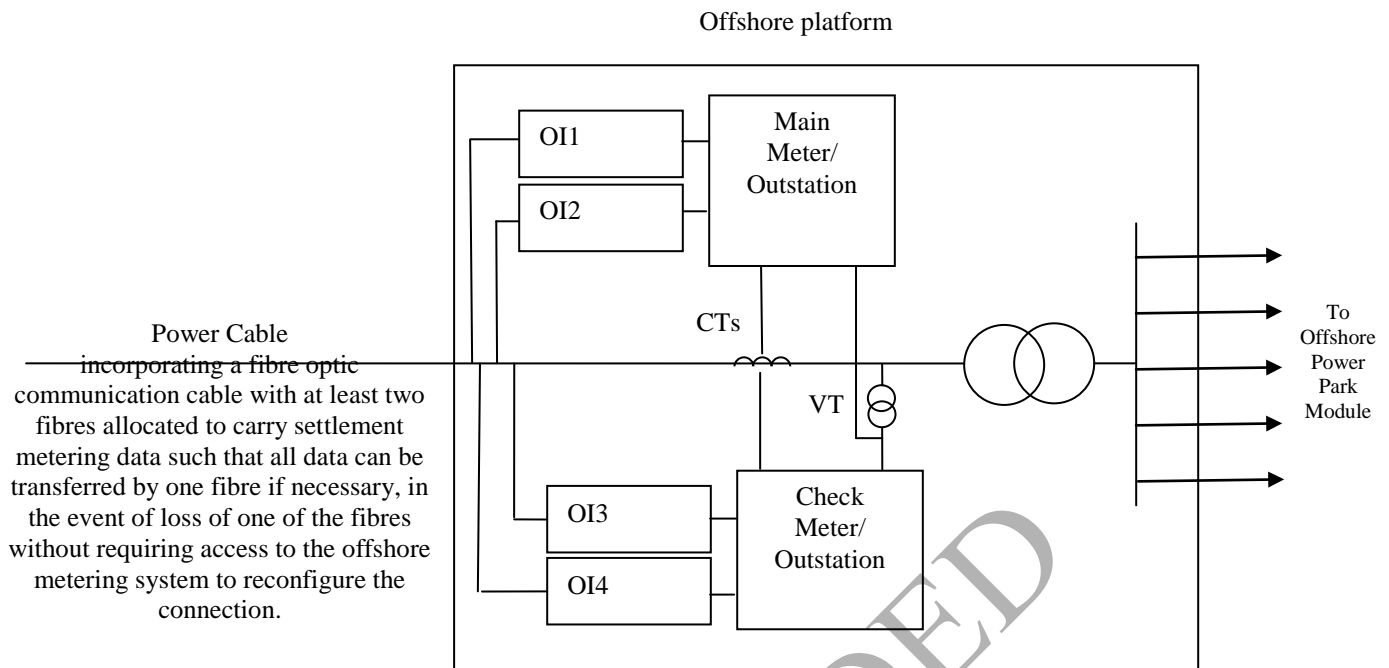 Offshore platform
OI1
Main
Meter/
Outstation
OI2
CTs
Power Cable
incorporating a fibre optic
communication cable with at least two
fibres allocated to carry settlement
metering data such that all data can be
transferred by one fibre if necessary, in
the event of loss of one of the fibres
without requiring access to the offshore
metering system to reconfigure the
connection.
VT
To
Offshore
Power
Park
Module
OI3
Check
Meter/
Outstation
OI4
DED